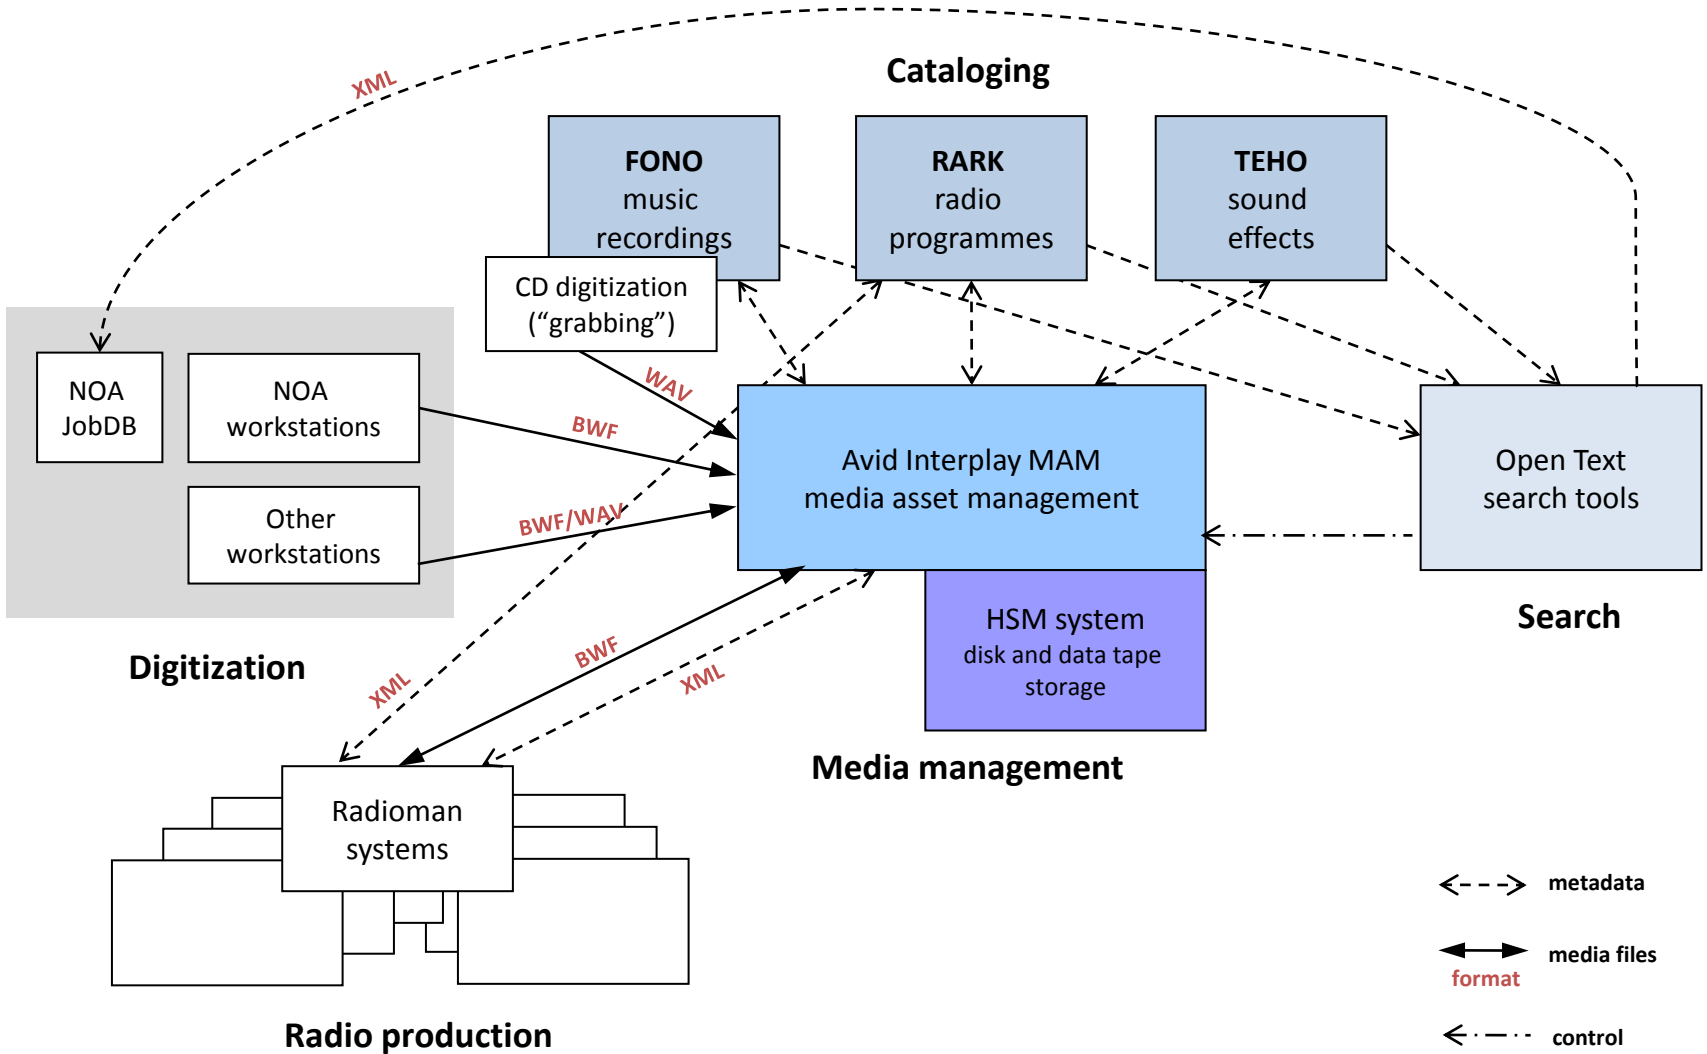 Cataloging
XML
FONO
music
recordings
RARK
radio
programmes
TEHO
sound
effects
CD digitization
(“grabbing”)
WAV
NOA
JobDB
NOA
workstations
BWF
Other
workstations
BWF/WAV
Avid Interplay MAM
media asset management
Open Text
search tools
HSM system
disk and data tape
storage
Search
Digitization
BWF
XML
XML
Media management
Radioman
systems
Radio production
metadata
media files
format
control